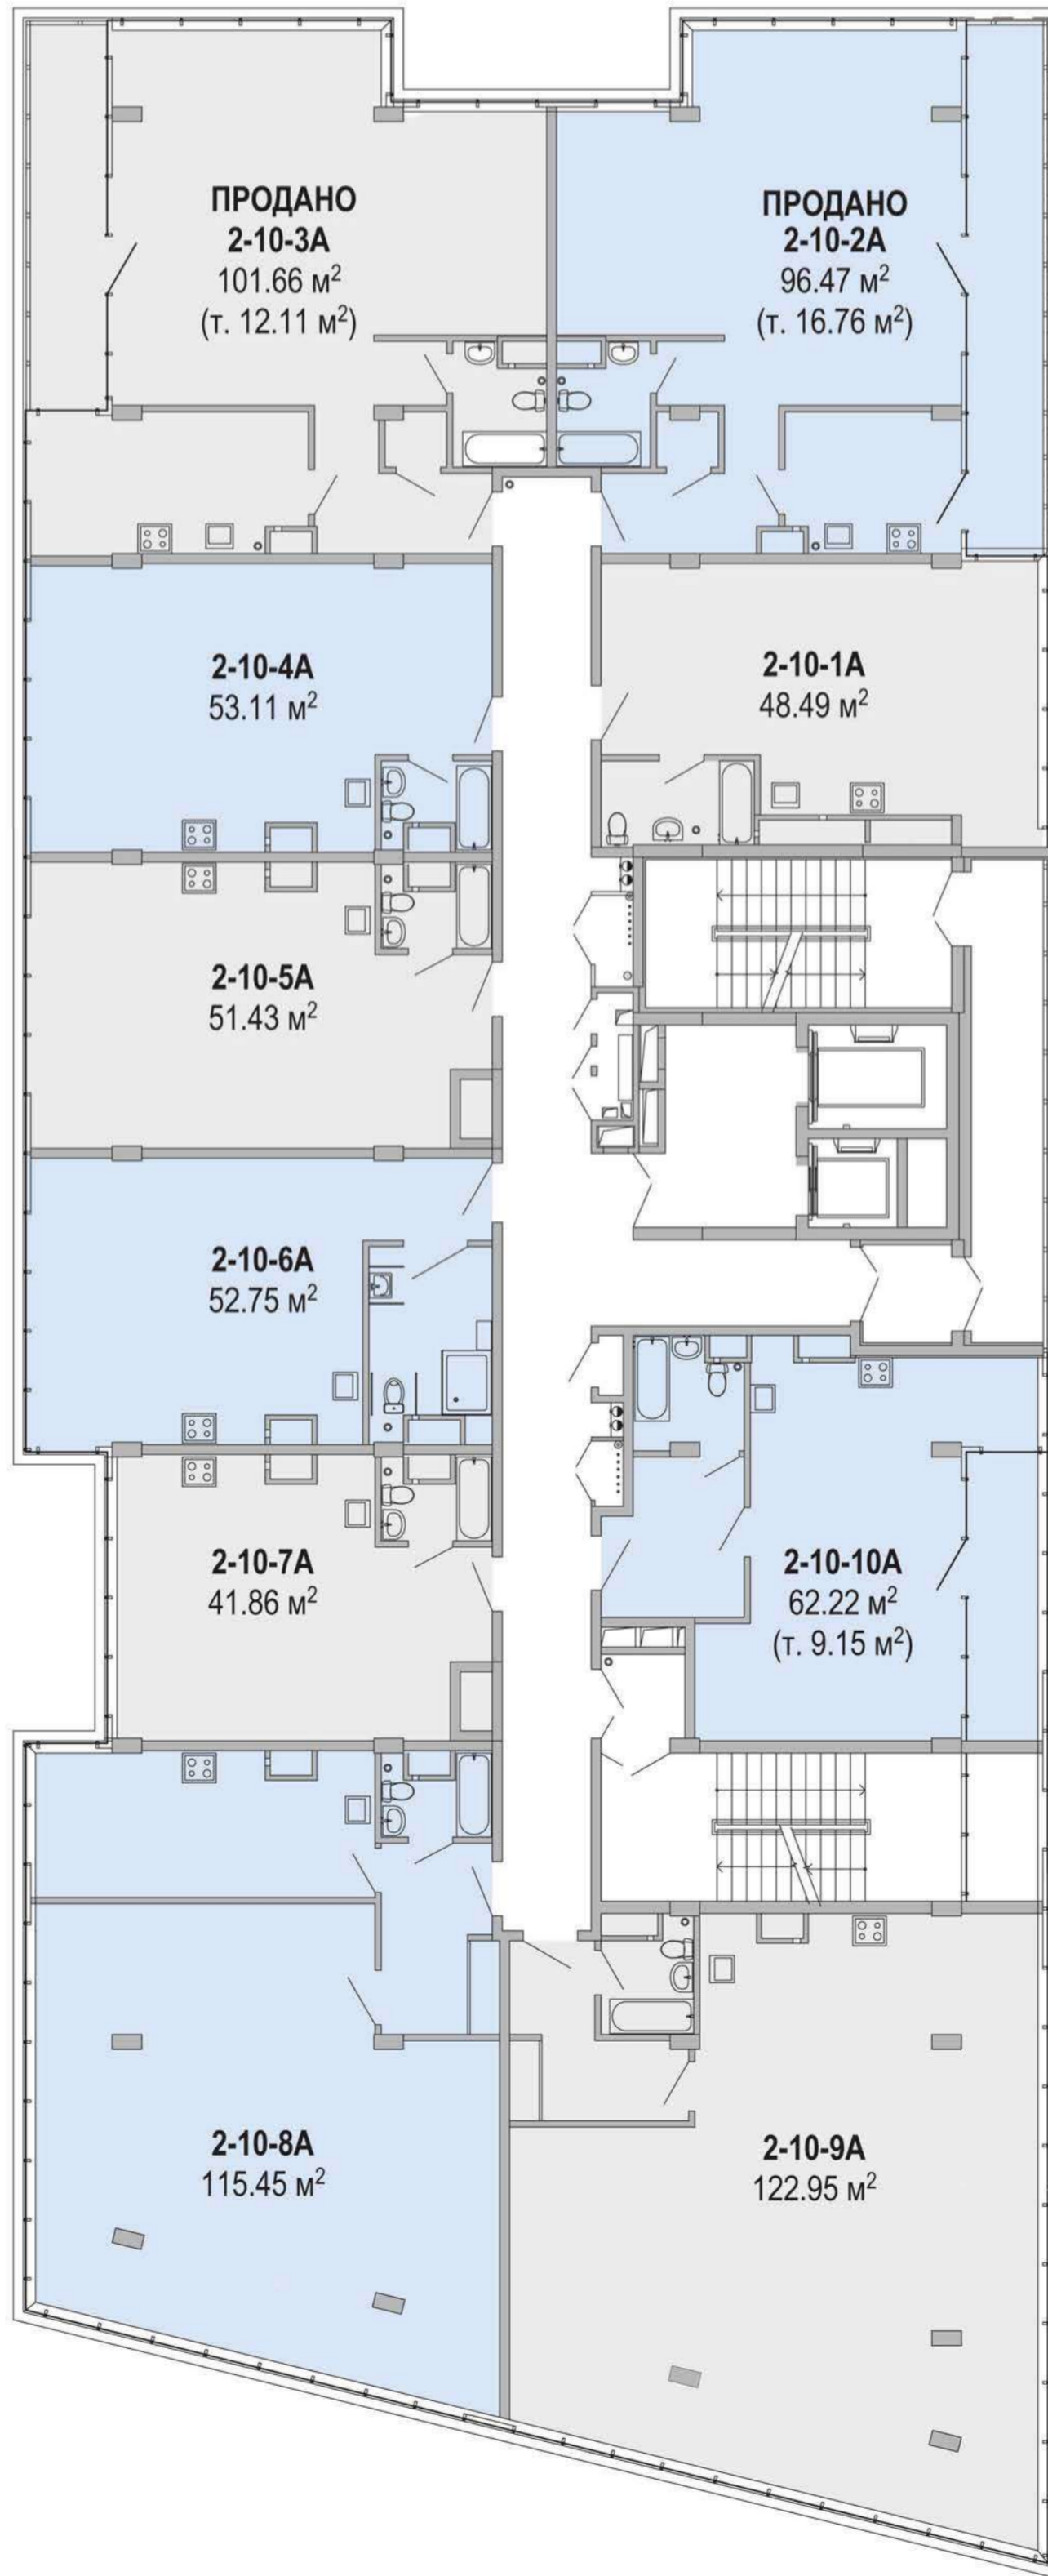 ПРОДАНО
2-10-3А
101.66 м²
(т. 12.11 м²)
ПРОДАНО
2-10-2А
96.47 м²
(т. 16.76 м²)
2-10-4А
53.11 м²
2-10-1А
48.49 м²
2-10-5А
51.43 м²
2-10-6А
52.75 м²
2-10-7А
41.86 м²
2-10-10А
62.22 м²
(т. 9.15 м²)
2-10-8А
115.45 м²
2-10-9А
122.95 м²